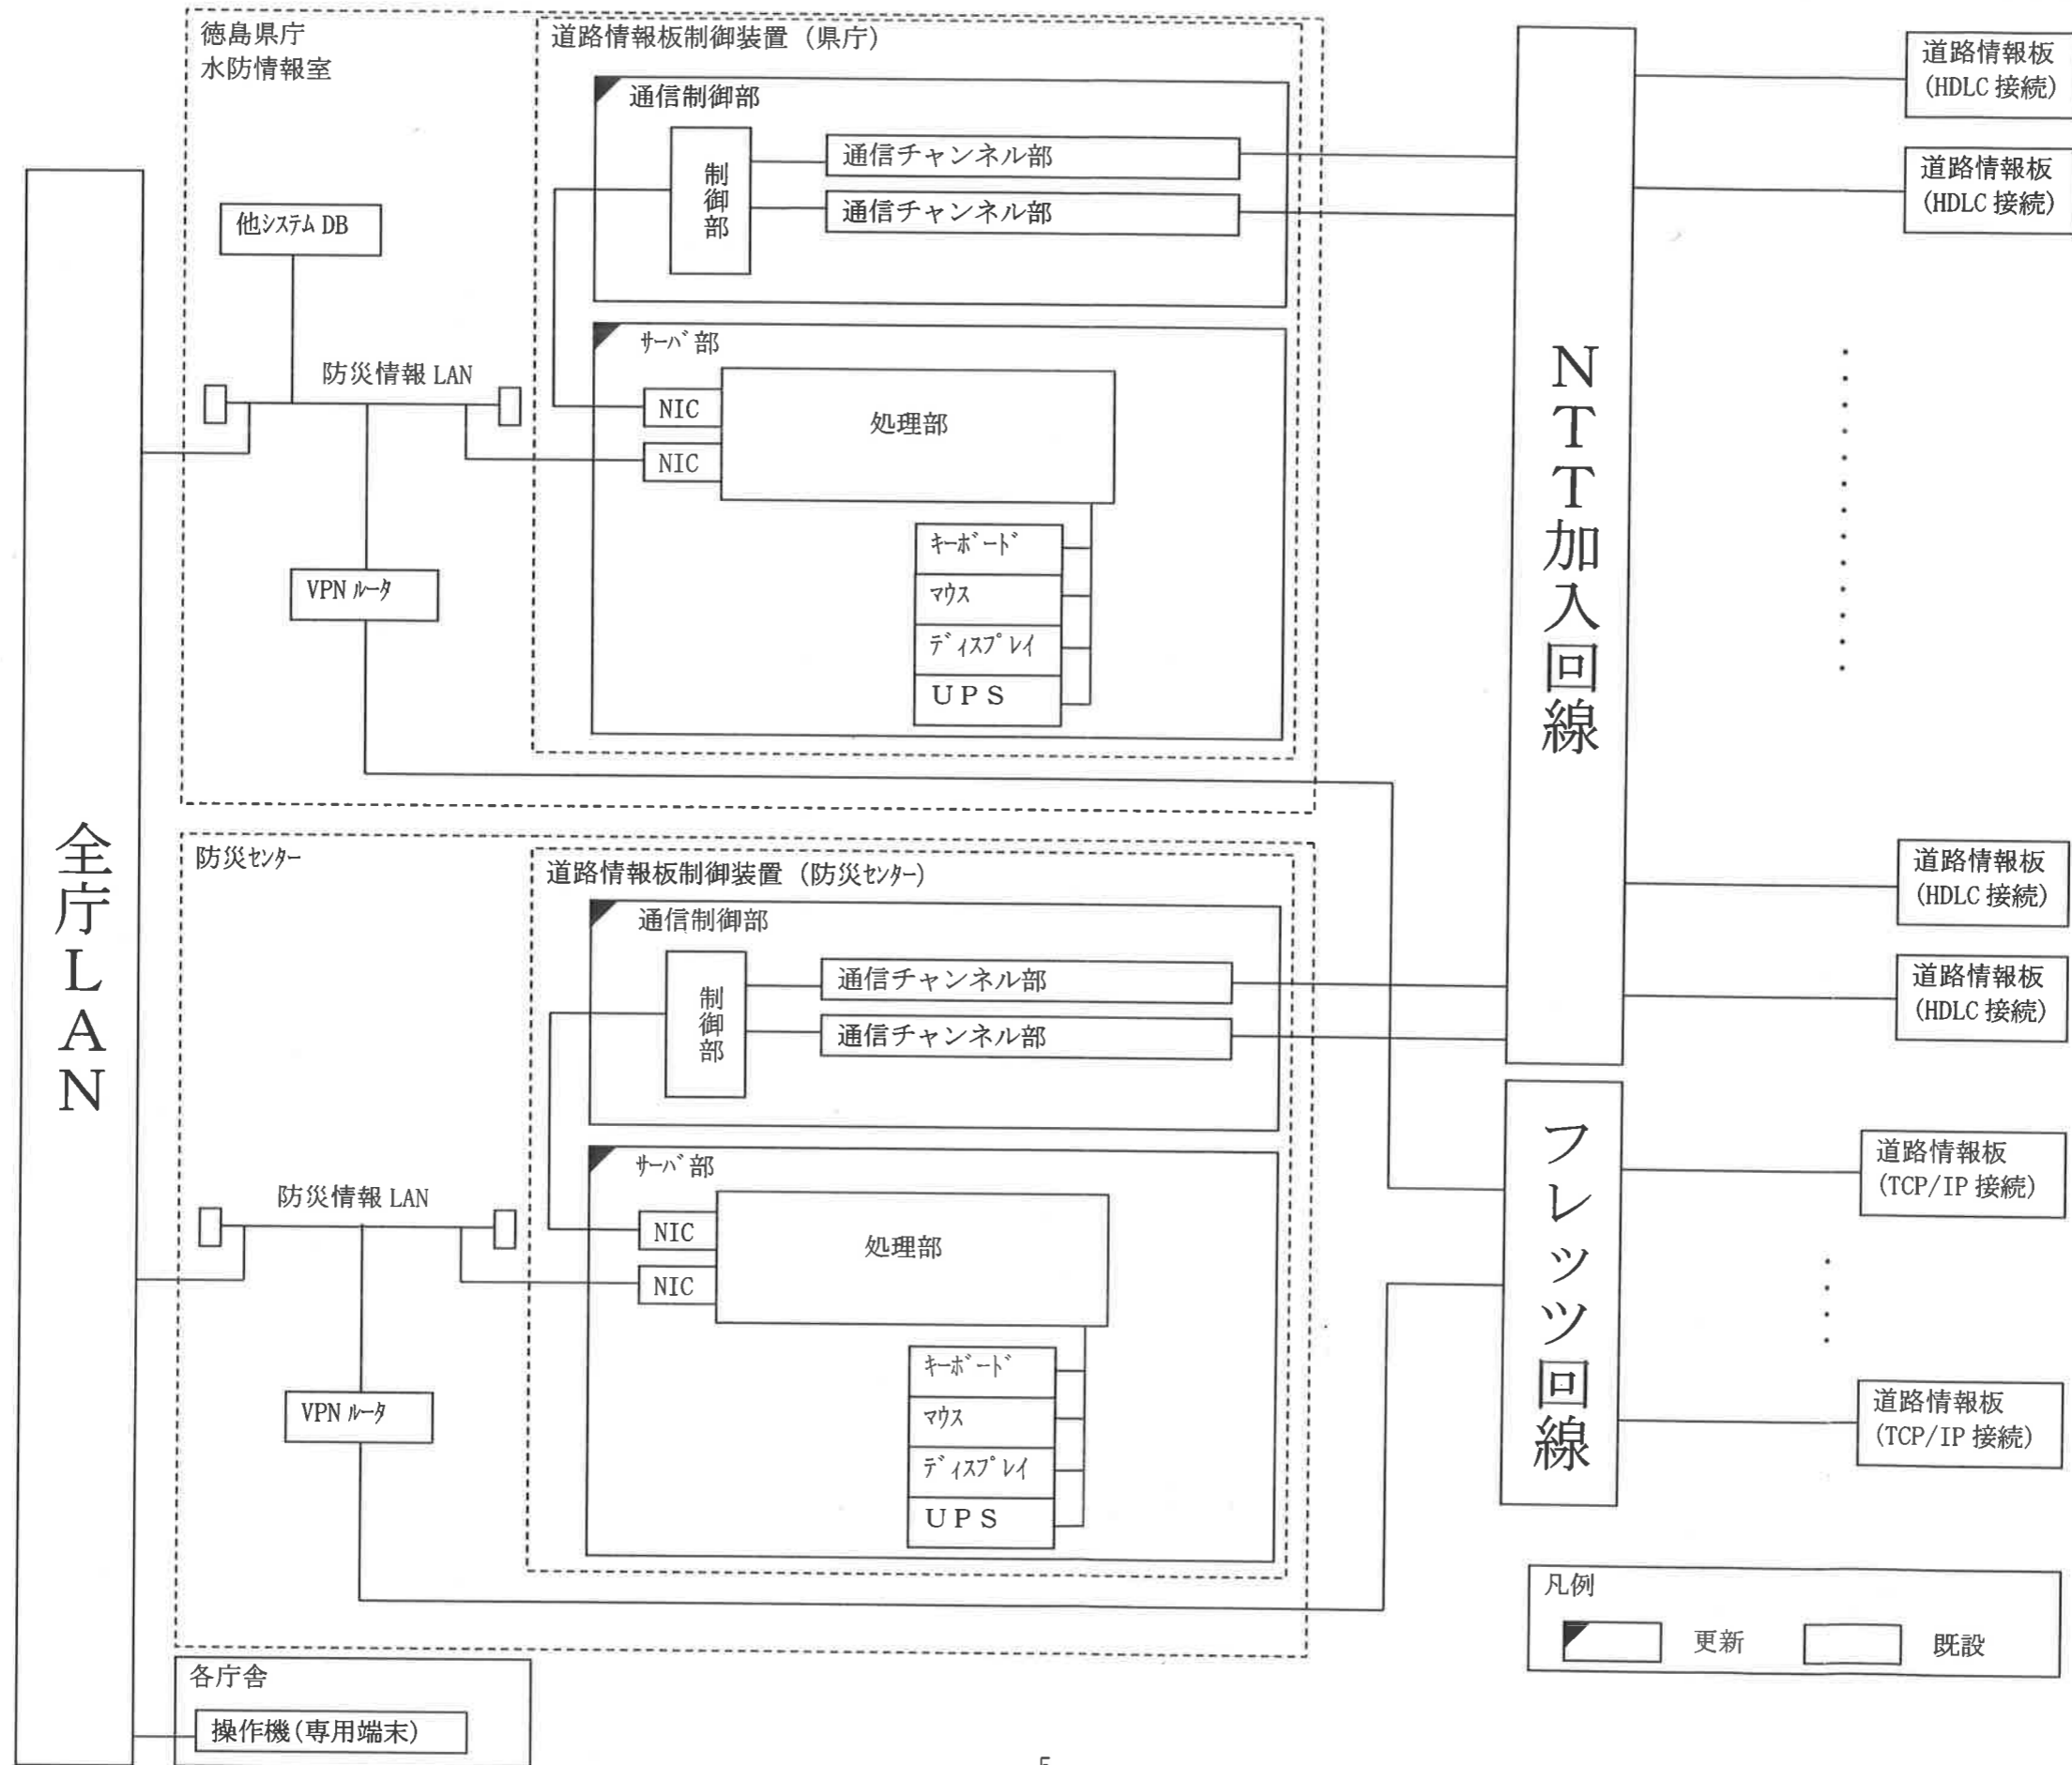 徳島県庁
水防情報室
道路情報板制御装置（県庁）
通信制御部
制御部
通信チャンネル部
通信チャンネル部
他システム DB
防災情報 LAN
サーバ部
NIC
NIC
処理部
キーボード
マウス
ディスプレイ
ＵＰＳ
VPN ルータ
全庁ＬＡＮ
ＮＴＴ加入回線
道路情報板
(HDLC 接続)
道路情報板
(HDLC 接続)
道路情報板
(HDLC 接続)
道路情報板
(HDLC 接続)
防災センター
道路情報板制御装置（防災センター）
通信制御部
制御部
通信チャンネル部
通信チャンネル部
防災情報 LAN
サーバ部
NIC
NIC
処理部
キーボード
マウス
ディスプレイ
ＵＰＳ
VPN ルータ
フレッツ回線
道路情報板
(TCP/IP 接続)
道路情報板
(TCP/IP 接続)
凡例
更新
既設
各庁舎
操作機(専用端末)
5